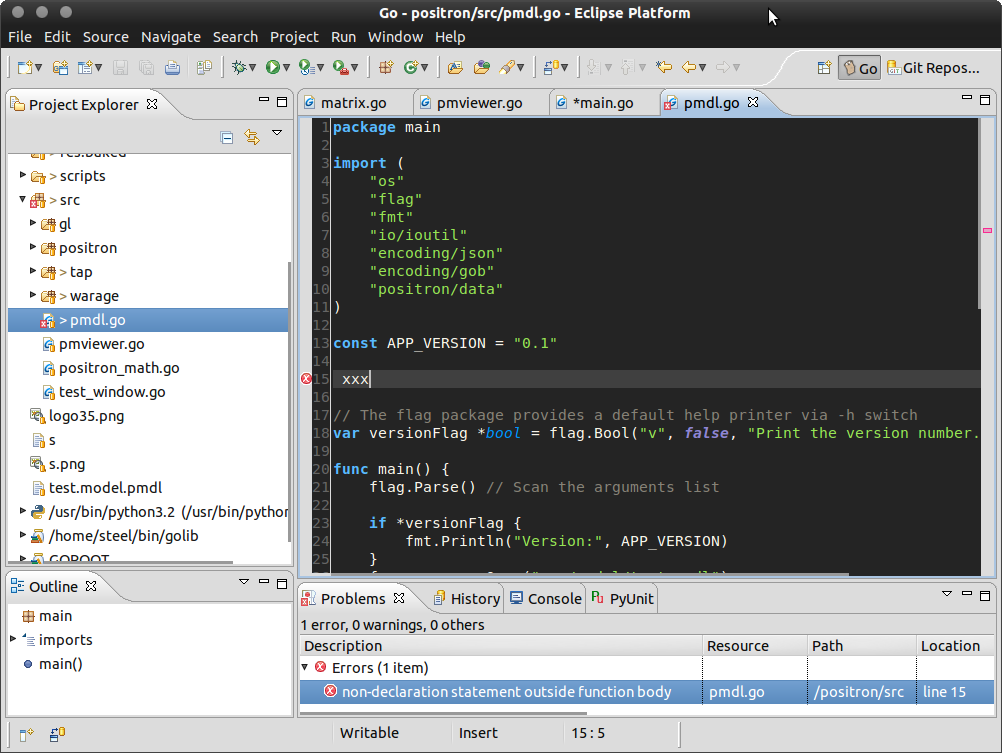 Go - positron/src/pmdl.go - Eclipse Platform
File Edit Source Navigate Search Project Run Window Help
Go Git Repos...
Project Explorer
matrix.go pmviewer.go *main.go pmdl.go
res.baked
> scripts
> src
gl
positron
> tap
> warage
> pmdl.go
pmviewer.go
positron_math.go
test_window.go
logo35.png
s
s.png
test.model.pmdl
/usr/bin/python3.2 (/usr/bin/python
/home/steel/bin/golib
GOROOT
1 package main
2
3 import (
4 "os"
5 "flag"
6 "fmt"
7 "io/ioutil"
8 "encoding/json"
9 "encoding/gob"
10 "positron/data"
11 )
12
13 const APP_VERSION = "0.1"
14
15 xxx
16
17 // The flag package provides a default help printer via -h switch
18 var versionFlag *bool = flag.Bool("v", false, "Print the version number.
19
20 func main() {
21 flag.Parse() // Scan the arguments list
22
23 if *versionFlag {
24 fmt.Println("Version:", APP_VERSION)
25 }
Outline
main
imports
main()
Problems History Console Pu PyUnit
1 error, 0 warnings, 0 others
Description Resource Path Location
Errors (1 item)
non-declaration statement outside function body pmdl.go /positron/src line 15
Writable Insert 15 : 5